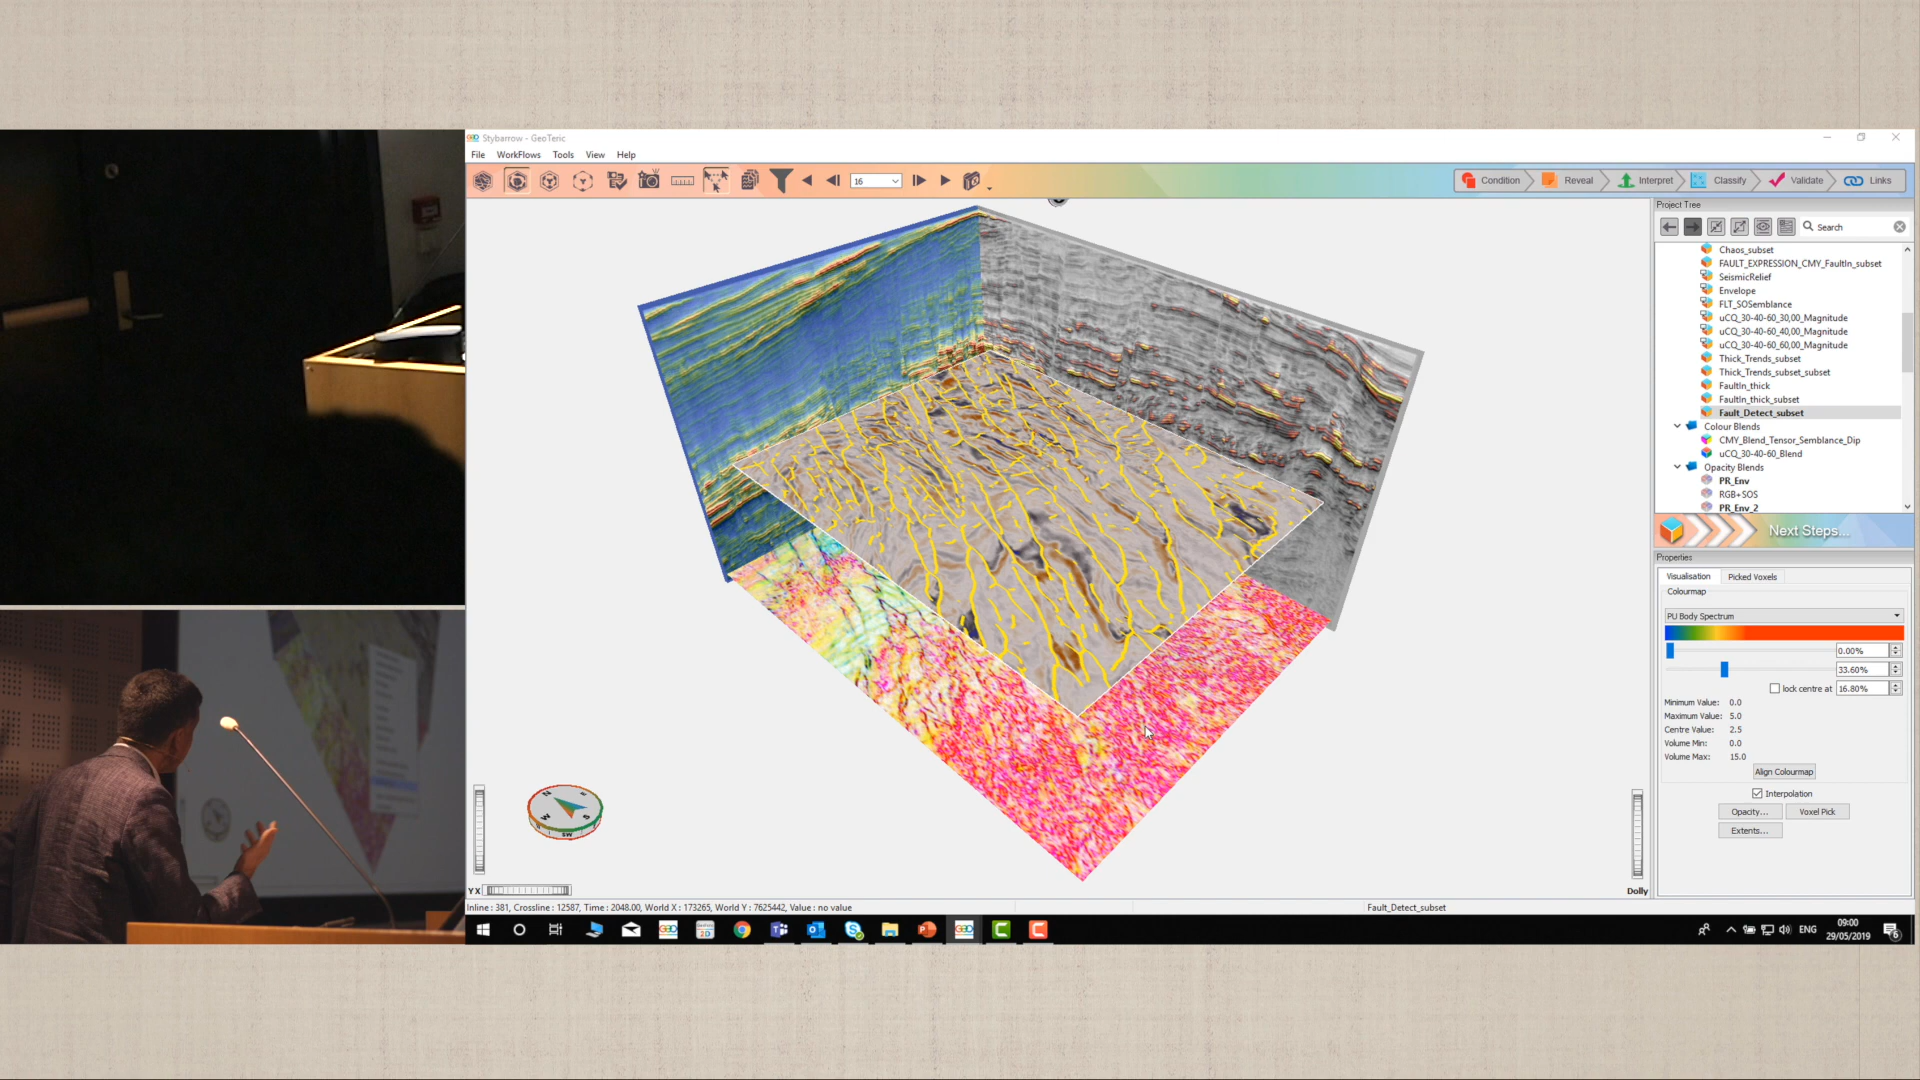 Stybarrow - GeoTeric
File WorkFlows Tools View Help
16
Condition Reveal Interpret Classify Validate Links
Project Tree
Search
Chaos_subset
FAULT_EXPRESSION_CMY_FaultIn_subset
SeismicRelief
Envelope
FLT_SOSemblance
uCQ_30-40-60_30,00_Magnitude
uCQ_30-40-60_40,00_Magnitude
uCQ_30-40-60_60,00_Magnitude
Thick_Trends_subset
Thick_Trends_subset_subset
FaultIn_thick
FaultIn_thick_subset
Fault_Detect_subset
Colour Blends
CMY_Blend_Tensor_Semblance_Dip
uCQ_30-40-60_Blend
Opacity Blends
PR_Env
RGB+SOS
PR_Env_2
Next Steps...
Properties
Visualisation Picked Voxels
Colourmap
PU Body Spectrum
0.00%
33.60%
lock centre at 16.80%
Minimum Value: 0.0
Maximum Value: 5.0
Centre Value: 2.5
Volume Min: 0.0
Volume Max: 15.0
Align Colourmap
Interpolation
Opacity... Voxel Pick
Extents...
N E W S SW
Y X
Dolly
Inline : 381, Crossline : 12587, Time : 2048.00, World X : 173265, World Y : 7625442, Value : no value
Fault_Detect_subset
ENG
09:00
29/05/2019